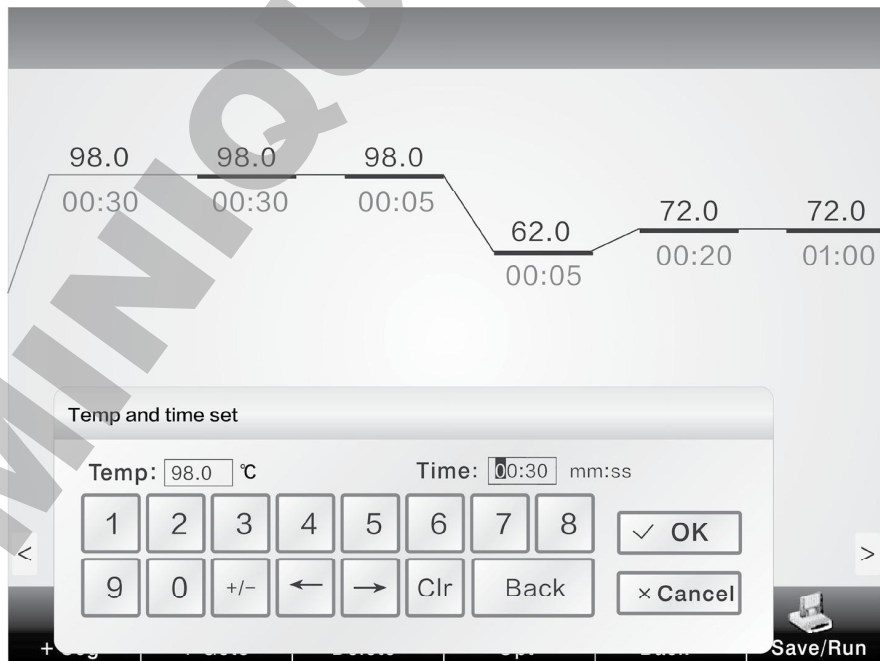 98.0 98.0 98.0
00:30 00:30 00:05
62.0
00:05
72.0 72.0
00:20 01:00
MINIQU
Temp and time set
Temp: 98.0 ℃ Time: 00:30 mm:ss
1 2 3 4 5 6 7 8
✓ OK
< >
9 0 +/- ← → Clr Back
× Cancel
Save/Run